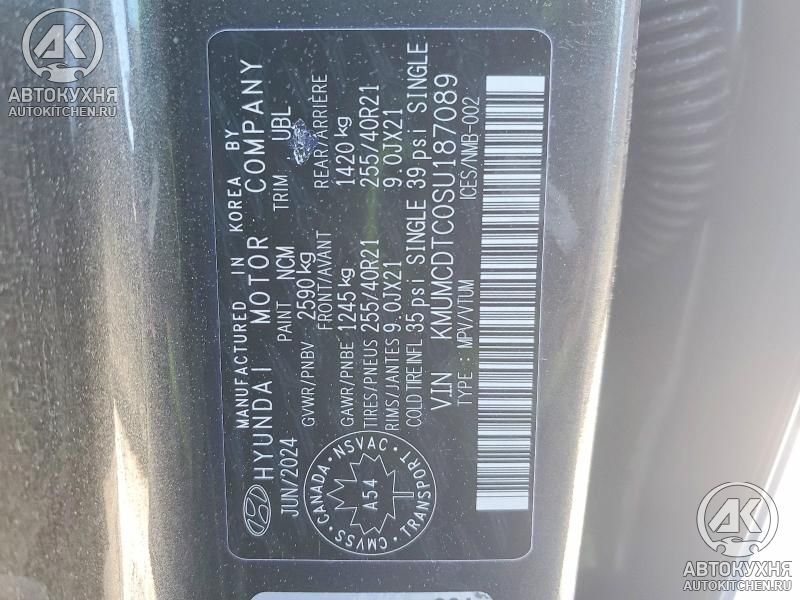 MANUFACTURED IN KOREA BY
HYUNDAI MOTOR COMPANY
JUN/2024 PAINT NCM TRIM UBL
GVWR/PNBV 2590kg
FRONT/AVANT REAR/ARRIÈRE
GAWR/PNBE 1245kg 1420kg
TIRES/PNEUS 255/40R21 255/40R21
RIMS/JANTES 9.0JX21 9.0JX21
COLD TIRE INFL 35 psi SINGLE 39 psi SINGLE
VIN KMUMCDTC0SU187089
TYPE : MPV/VTUM ICES/NMB-002
CMVSS • CANADA • NSVAC
A54
TRANSPORT
AK
АВТОКУХНЯ
AUTOKITCHEN.RU
AK
АВТОКУХНЯ
AUTOKITCHEN.RU